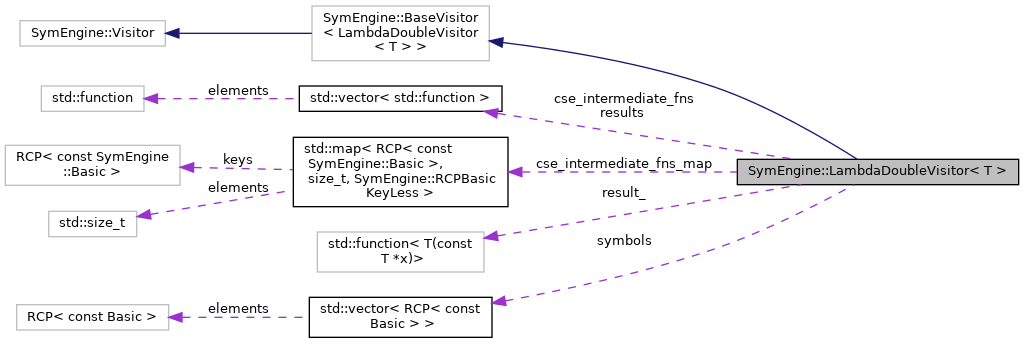 SymEngine::Visitor
SymEngine::BaseVisitor
< LambdaDoubleVisitor
< T > >
std::function
elements
std::vector< std::function >
cse_intermediate_fns
results
RCP< const SymEngine
::Basic >
keys
elements
std::size_t
std::map< RCP< const
SymEngine::Basic >,
size_t, SymEngine::RCPBasic
KeyLess >
cse_intermediate_fns_map
SymEngine::LambdaDoubleVisitor< T >
std::function< T(const
T *x)>
result_
symbols
RCP< const Basic >
elements
std::vector< RCP< const
Basic > >